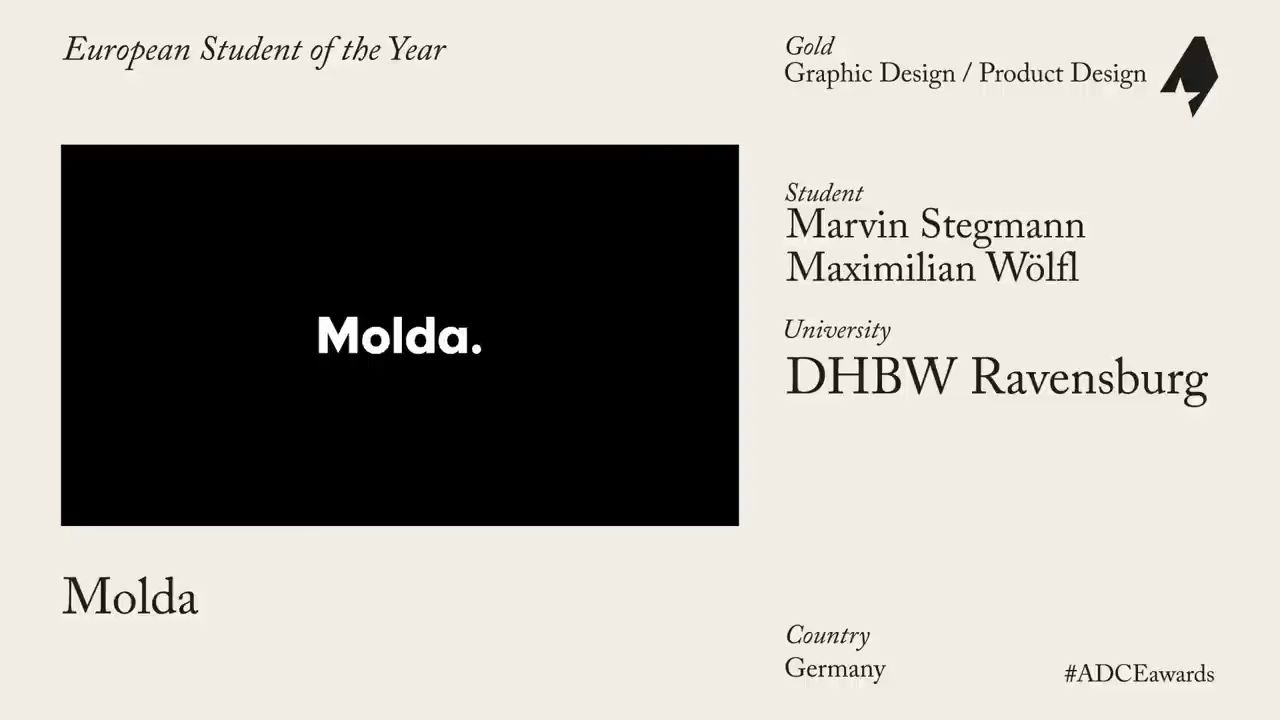 European Student of the Year
Gold
Graphic Design / Product Design
Molda.
Student
Marvin Stegmann
Maximilian Wölfl
University
DHBW Ravensburg
Molda
Country
Germany
#ADCEawards